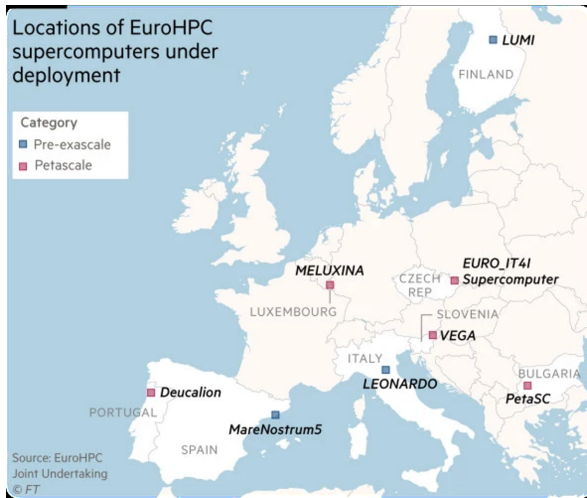 Locations of EuroHPC
supercomputers under
deployment
Category
Pre-exascale
Petascale
LUMI
FINLAND
MELUXINA
LUXEMBOURG
EURO_IT4I
Supercomputer
CZECH
REP
SLOVENIA
VEGA
ITALY
LEONARDO
BULGARIA
PetaSC
Deucalion
PORTUGAL
MareNostrum5
SPAIN
Source: EuroHPC
Joint Undertaking
© FT